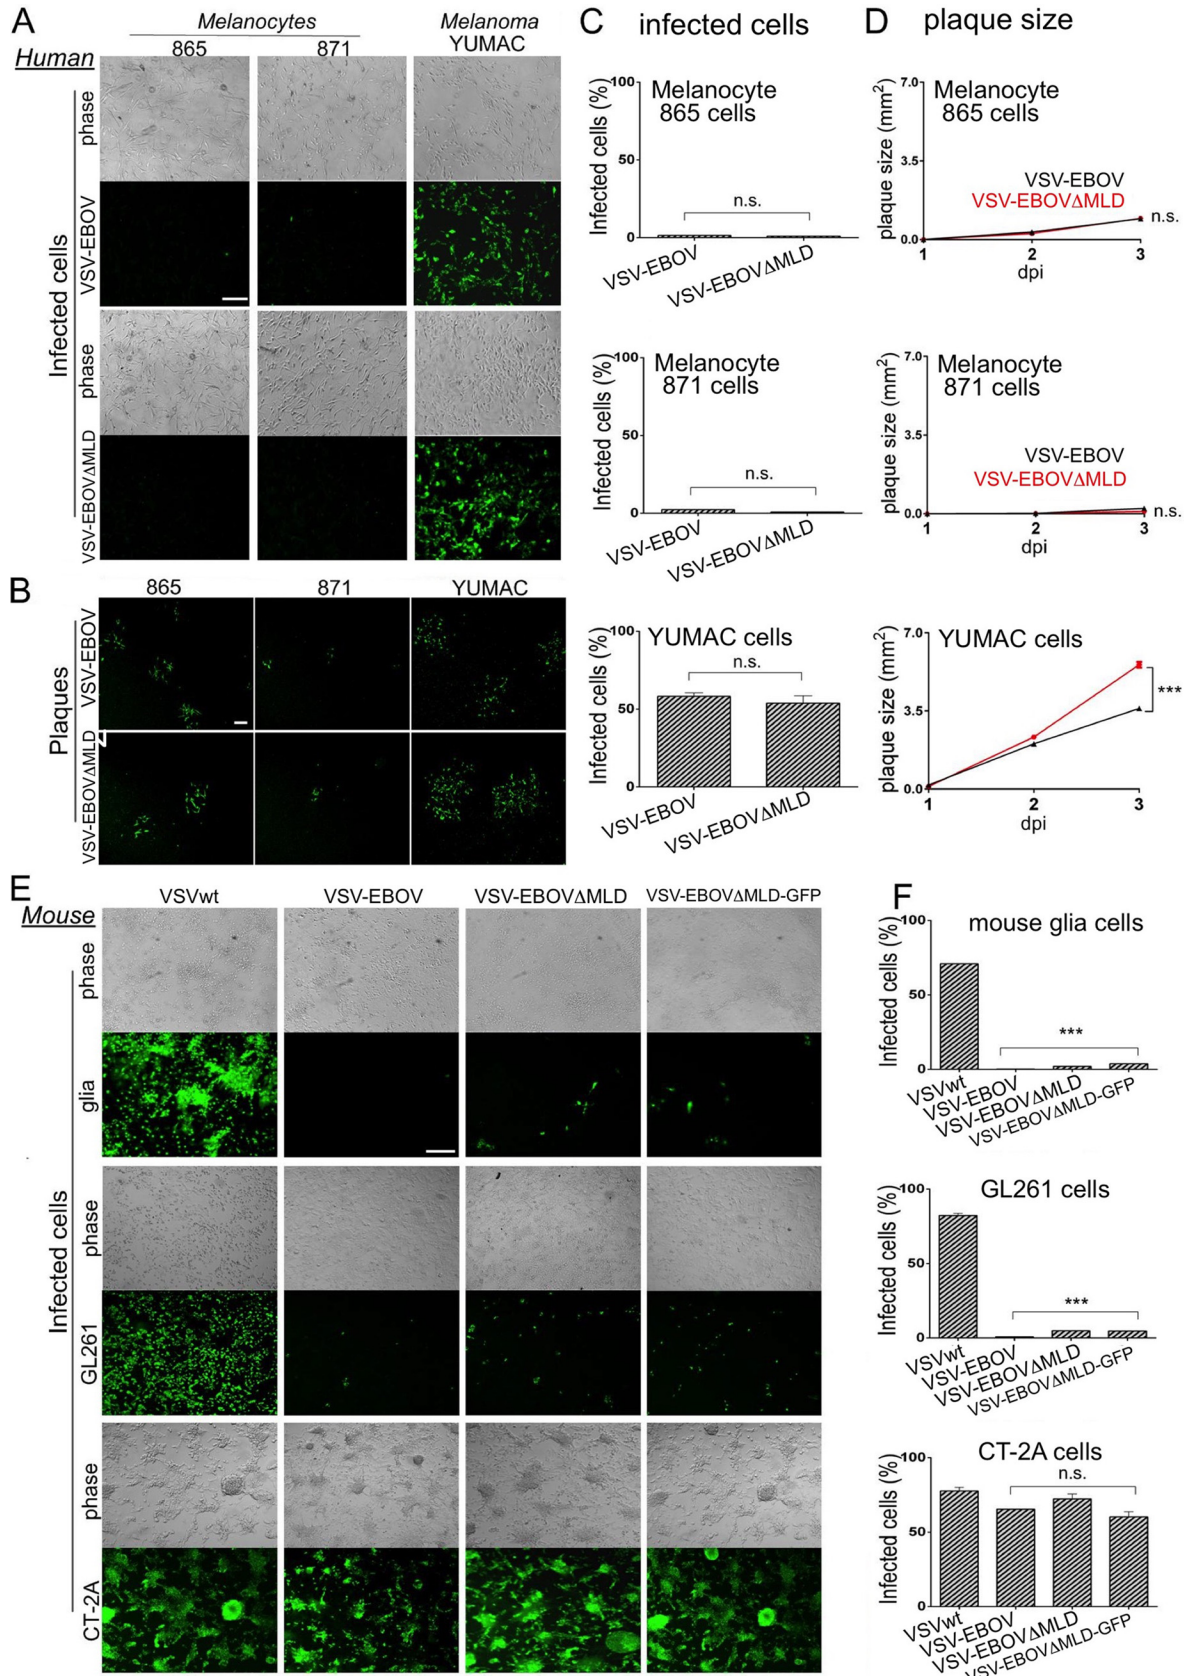 A
Melanocytes
Melanoma
Human
865
871
YUMAC
Infected cells
phase
VSV-EBOV
phase
VSV-EBOVΔMLD
B
865
871
YUMAC
Plaques
VSV-EBOV
VSV-EBOVΔMLD
C infected cells
Infected cells (%)
100
50
0
Melanocyte
865 cells
n.s.
VSV-EBOV
VSV-EBOVΔMLD
Infected cells (%)
100
50
0
Melanocyte
871 cells
n.s.
VSV-EBOV
VSV-EBOVΔMLD
Infected cells (%)
100
50
0
YUMAC cells
n.s.
VSV-EBOV
VSV-EBOVΔMLD
D plaque size
plaque size (mm²)
7.0
3.5
0.0
Melanocyte
865 cells
VSV-EBOV
VSV-EBOVΔMLD
n.s.
1 2 3
dpi
plaque size (mm²)
7.0
3.5
0.0
Melanocyte
871 cells
VSV-EBOV
VSV-EBOVΔMLD
n.s.
1 2 3
dpi
plaque size (mm²)
7.0
3.5
0.0
YUMAC cells
***
1 2 3
dpi
E
VSVwt
VSV-EBOV
VSV-EBOVΔMLD
VSV-EBOVΔMLD-GFP
Mouse
Infected cells
phase
glia
phase
GL261
phase
CT-2A
F
mouse glia cells
Infected cells (%)
100
50
0
***
VSVwt
VSV-EBOV
VSV-EBOVΔMLD
VSV-EBOVΔMLD-GFP
GL261 cells
Infected cells (%)
100
50
0
***
VSVwt
VSV-EBOV
VSV-EBOVΔMLD
VSV-EBOVΔMLD-GFP
CT-2A cells
Infected cells (%)
100
50
0
n.s.
VSVwt
VSV-EBOV
VSV-EBOVΔMLD
VSV-EBOVΔMLD-GFP